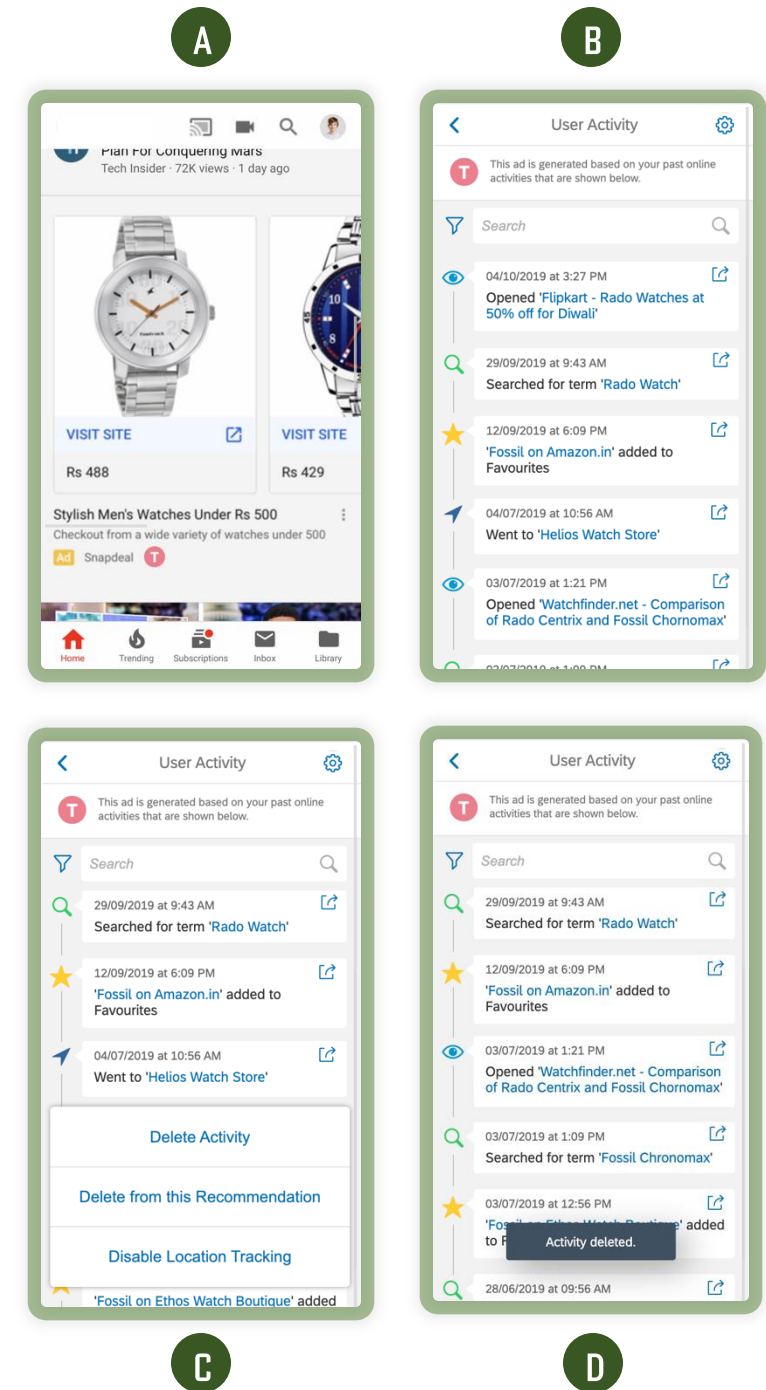 A
B
Plan For Conquering Mars
Tech Insider · 72K views · 1 day ago
VISIT SITE
VISIT SITE
Rs 488
Rs 429
Stylish Men's Watches Under Rs 500
Checkout from a wide variety of watches under 500
Ad Snapdeal T
Home Trending Subscriptions Inbox Library
User Activity
T This ad is generated based on your past online
activities that are shown below.
Search
04/10/2019 at 3:27 PM
Opened 'Flipkart - Rado Watches at
50% off for Diwali'
29/09/2019 at 9:43 AM
Searched for term 'Rado Watch'
12/09/2019 at 6:09 PM
'Fossil on Amazon.in' added to
Favourites
04/07/2019 at 10:56 AM
Went to 'Helios Watch Store'
03/07/2019 at 1:21 PM
Opened 'Watchfinder.net - Comparison
of Rado Centrix and Fossil Chornomax'
User Activity
T This ad is generated based on your past online
activities that are shown below.
Search
29/09/2019 at 9:43 AM
Searched for term 'Rado Watch'
12/09/2019 at 6:09 PM
'Fossil on Amazon.in' added to
Favourites
04/07/2019 at 10:56 AM
Went to 'Helios Watch Store'
Delete Activity
Delete from this Recommendation
Disable Location Tracking
'Fossil on Ethos Watch Boutique' added
User Activity
T This ad is generated based on your past online
activities that are shown below.
Search
29/09/2019 at 9:43 AM
Searched for term 'Rado Watch'
12/09/2019 at 6:09 PM
'Fossil on Amazon.in' added to
Favourites
03/07/2019 at 1:21 PM
Opened 'Watchfinder.net - Comparison
of Rado Centrix and Fossil Chornomax'
03/07/2019 at 1:09 PM
Searched for term 'Fossil Chronomax'
03/07/2019 at 12:56 PM
'Fossil on Ethos Watch Boutique' added
to
Activity deleted.
28/06/2019 at 09:56 AM
C
D